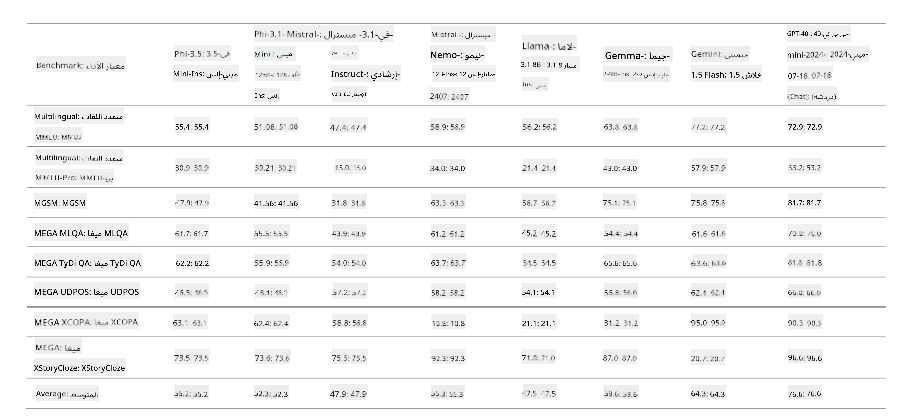 Phi-3.1- Mistral-: ميسترال -3.1-في-
Mistral-: ميسترال-
GPT-4o-
Benchmark: معيار الأداء
Phi-3.5: في-3.5
Mini: ميني
Nemo-: نيمو-
Llama-: لاما-
Gemma-: جيما-
Gemini: جيميني
mini-2024-
Mini-Ins: ميني-إنس
Instruct-: إرشادي-
1.5 Flash: فلاش 1.5
07-18: 07-18
2407: 2407
(Chat): (دردشة)
Multilingual: متعدد اللغات
MMLU: MMLU
55.4: 55.4
51.08: 51.08
47.4: 47.4
58.9: 58.9
56.2: 56.2
63.8: 63.8
77.2: 77.2
72.9: 72.9
Multilingual: متعدد اللغات
MMLU-Pro: MMLU-برو
30.9: 30.9
30.21: 30.21
15.0: 15.0
34.0: 34.0
21.4: 21.4
43.0: 43.0
57.9: 57.9
53.2: 53.2
MGSM: MGSM
47.9: 47.9
41.56: 41.56
31.8: 31.8
63.3: 63.3
56.7: 56.7
75.1: 75.1
75.8: 75.8
81.7: 81.7
MEGA MLQA: ميغا MLQA
61.7: 61.7
55.5: 55.5
43.9: 43.9
61.2: 61.2
45.2: 45.2
54.4: 54.4
61.6: 61.6
70.0: 70.0
MEGA TyDi QA: ميغا TyDi QA
62.2: 62.2
55.9: 55.9
54.0: 54.0
63.7: 63.7
54.5: 54.5
65.6: 65.6
63.6: 63.6
81.8: 81.8
MEGA UDPOS: ميغا UDPOS
46.5: 46.5
48.1: 48.1
57.2: 57.2
58.2: 58.2
54.1: 54.1
56.6: 56.6
62.4: 62.4
66.0: 66.0
MEGA XCOPA: ميغا XCOPA
63.1: 63.1
62.4: 62.4
58.8: 58.8
10.8: 10.8
21.1: 21.1
31.2: 31.2
95.0: 95.0
90.3: 90.3
MEGA: ميغا
XStoryCloze: XStoryCloze
73.5: 73.5
73.6: 73.6
75.5: 75.5
92.3: 92.3
71.0: 71.0
87.0: 87.0
20.7: 20.7
96.6: 96.6
Average: المتوسط
55.2: 55.2
52.3: 52.3
47.9: 47.9
55.3: 55.3
47.5: 47.5
59.6: 59.6
64.3: 64.3
76.6: 76.6